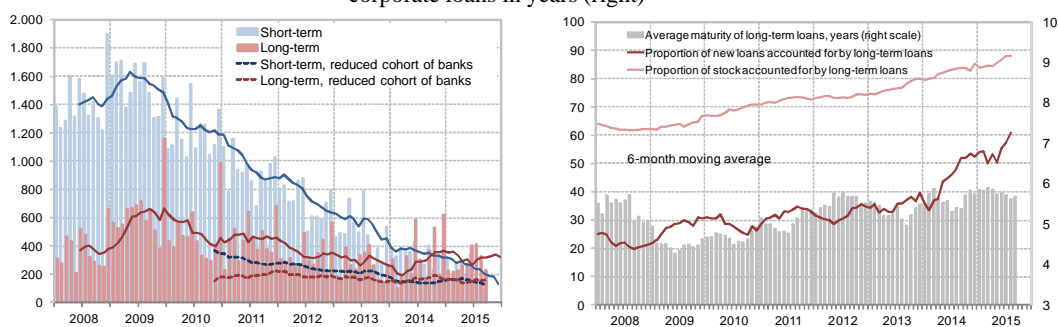 corporate loans in years (right)
2.000
1.800
1.600
1.400
1.200
1.000
800
600
400
200
0
Short-term
Long-term
Short-term, reduced cohort of banks
Long-term, reduced cohort of banks
2008 2009 2010 2011 2012 2013 2014 2015
100
90
80
70
60
50
40
30
20
10
0
Average maturity of long-term loans, years (right scale)
Proportion of new loans accounted for by long-term loans
Proportion of stock accounted for by long-term loans
6-month moving average
10
9
8
7
6
5
4
3
2008 2009 2010 2011 2012 2013 2014 2015